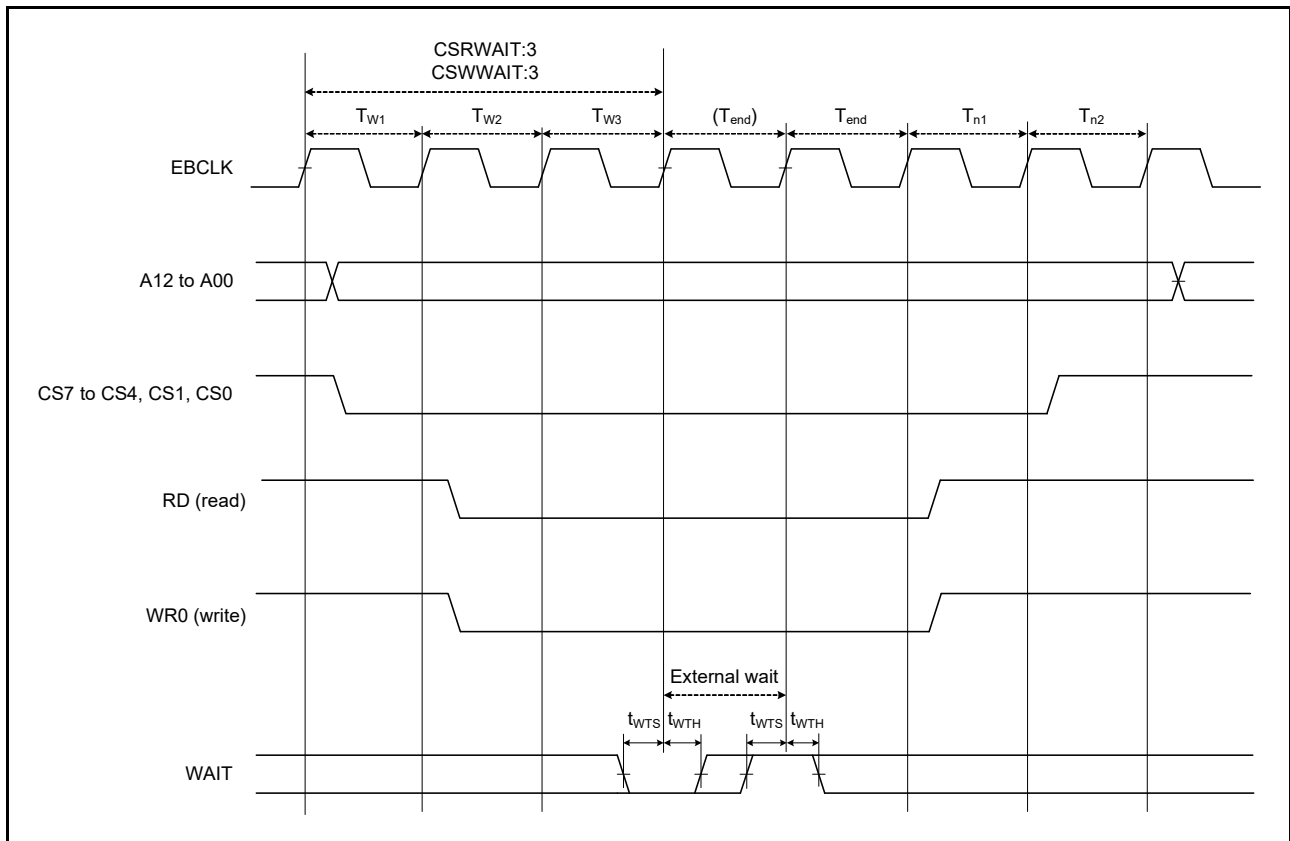 CSRWAIT:3
CSWWAIT:3
TW1 TW2 TW3 (Tend) Tend Tn1 Tn2
EBCLK
A12 to A00
CS7 to CS4, CS1, CS0
RD (read)
WR0 (write)
External wait
tWTS tWTH tWTS tWTH
WAIT